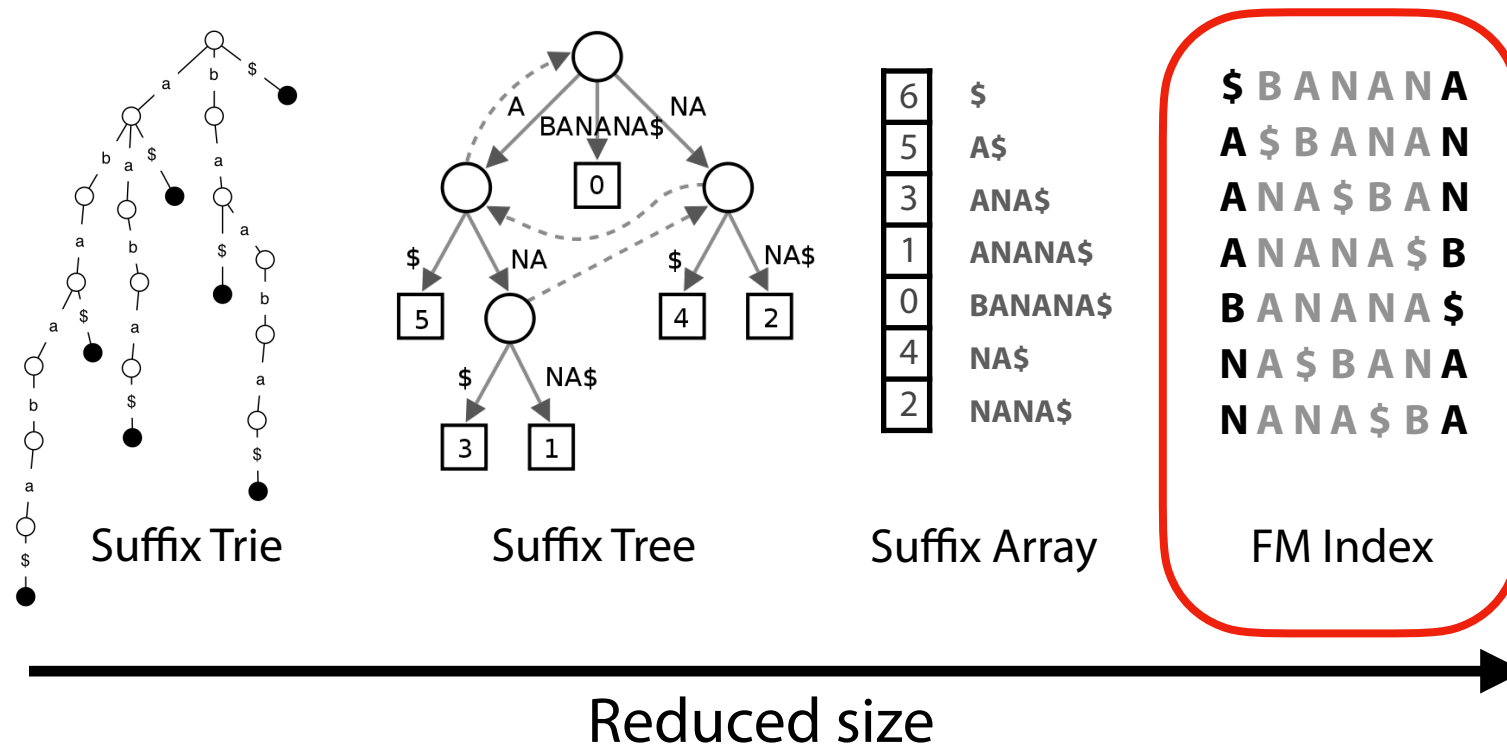 a
b
$
b
a
$
a
a
b
$
a
a
$
b
b
a
$
a
a
$
$
a
$
A
BANANA$
NA
0
$
NA
$
NA$
5
4
2
$
NA$
3
1
6 $
5 A$
3 ANA$
1 ANANA$
0 BANANA$
4 NA$
2 NANA$
$ B A N A N A
A $ B A N A N
A N A $ B A N
A N A N A $ B
B A N A N A $
N A $ B A N A
N A N A $ B A
Suffix Trie
Suffix Tree
Suffix Array
FM Index
Reduced size